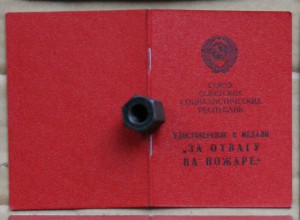 СОЮЗ
СОВЕТСКИХ
СОЦИАЛИСТИЧЕСКИХ
РЕСПУБЛИК
УДОСТОВЕРЕНИЕ К МЕДАЛИ
„ЗА ОТВАГУ
НА ПОЖАРЕ“